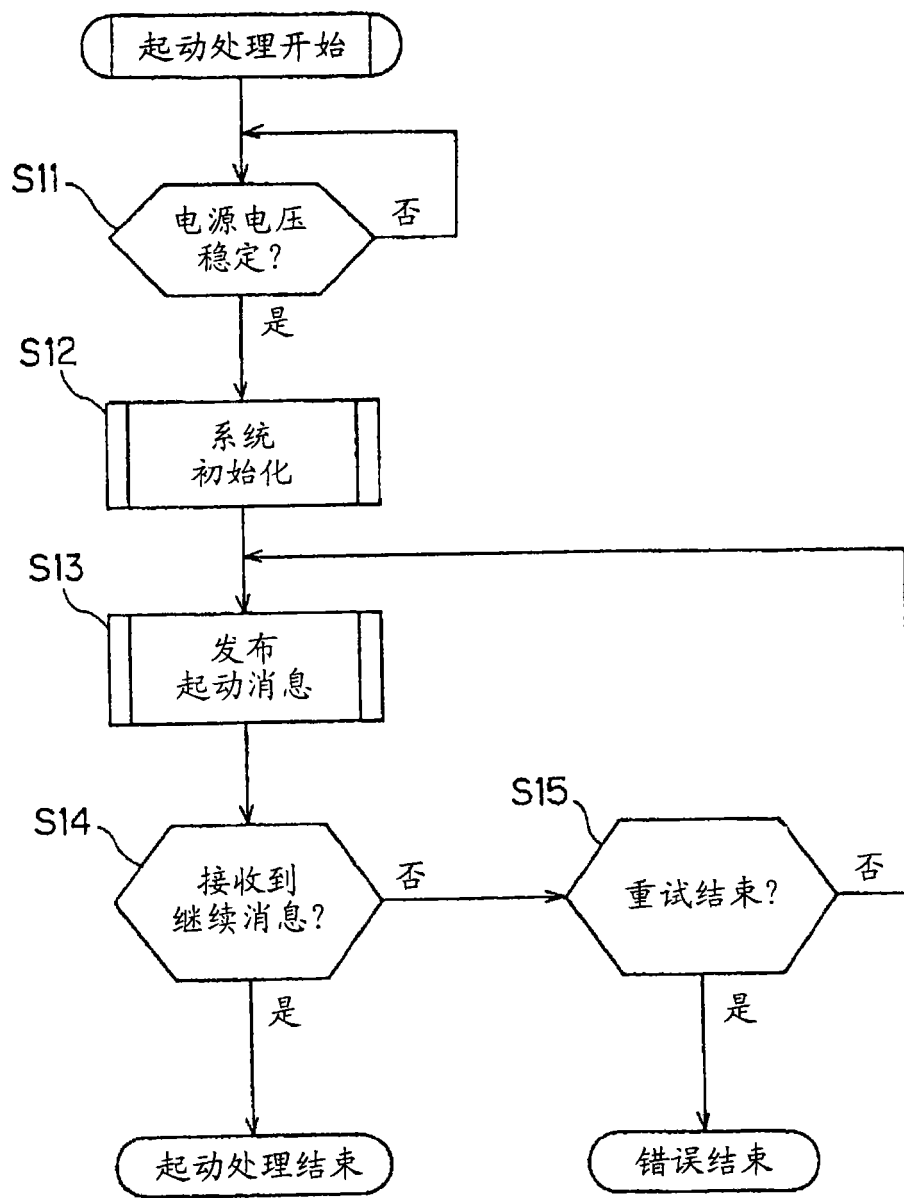 起动处理开始
S11
电源电压
稳定?
否
是
S12
系统
初始化
S13
发布
起动消息
S14
接收到
继续消息?
否
是
S15
重试结束?
否
是
起动处理结束
错误结束